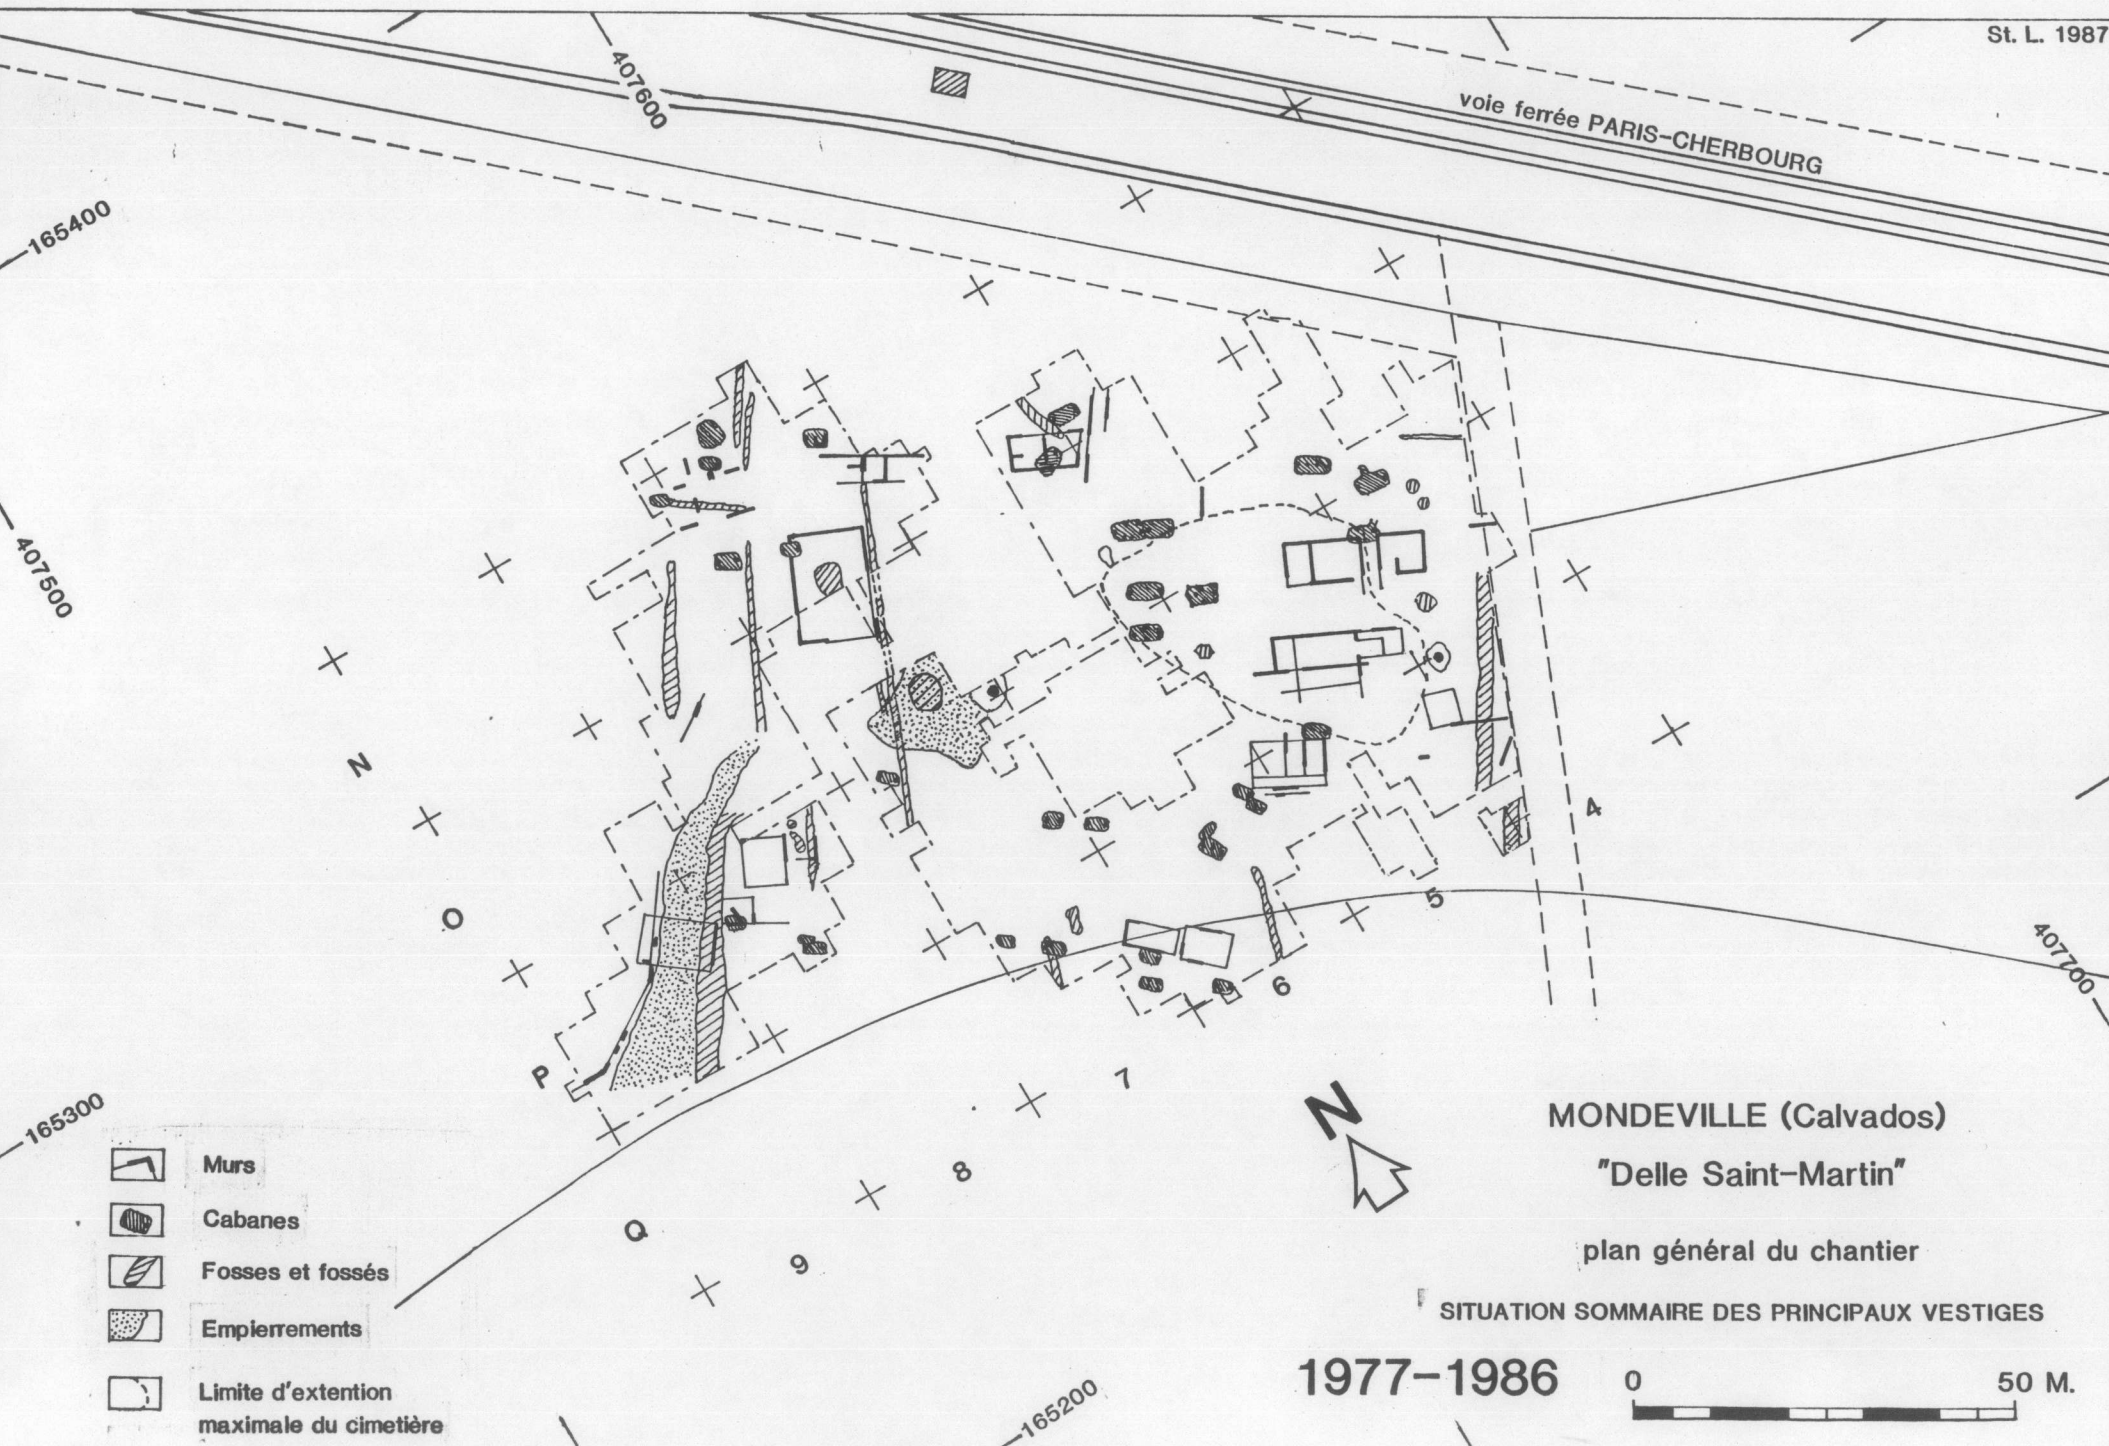 St. L. 1987
407600
voie ferrée PARIS-CHERBOURG
165400
407500
N
O
P
Q
4
5
6
7
8
9
407700
165300
165200
N
MONDEVILLE (Calvados)
"Delle Saint-Martin"
plan général du chantier
SITUATION SOMMAIRE DES PRINCIPAUX VESTIGES
1977-1986
0 50 M.
Murs
Cabanes
Fosses et fossés
Empierrements
Limite d'extention
maximale du cimetière